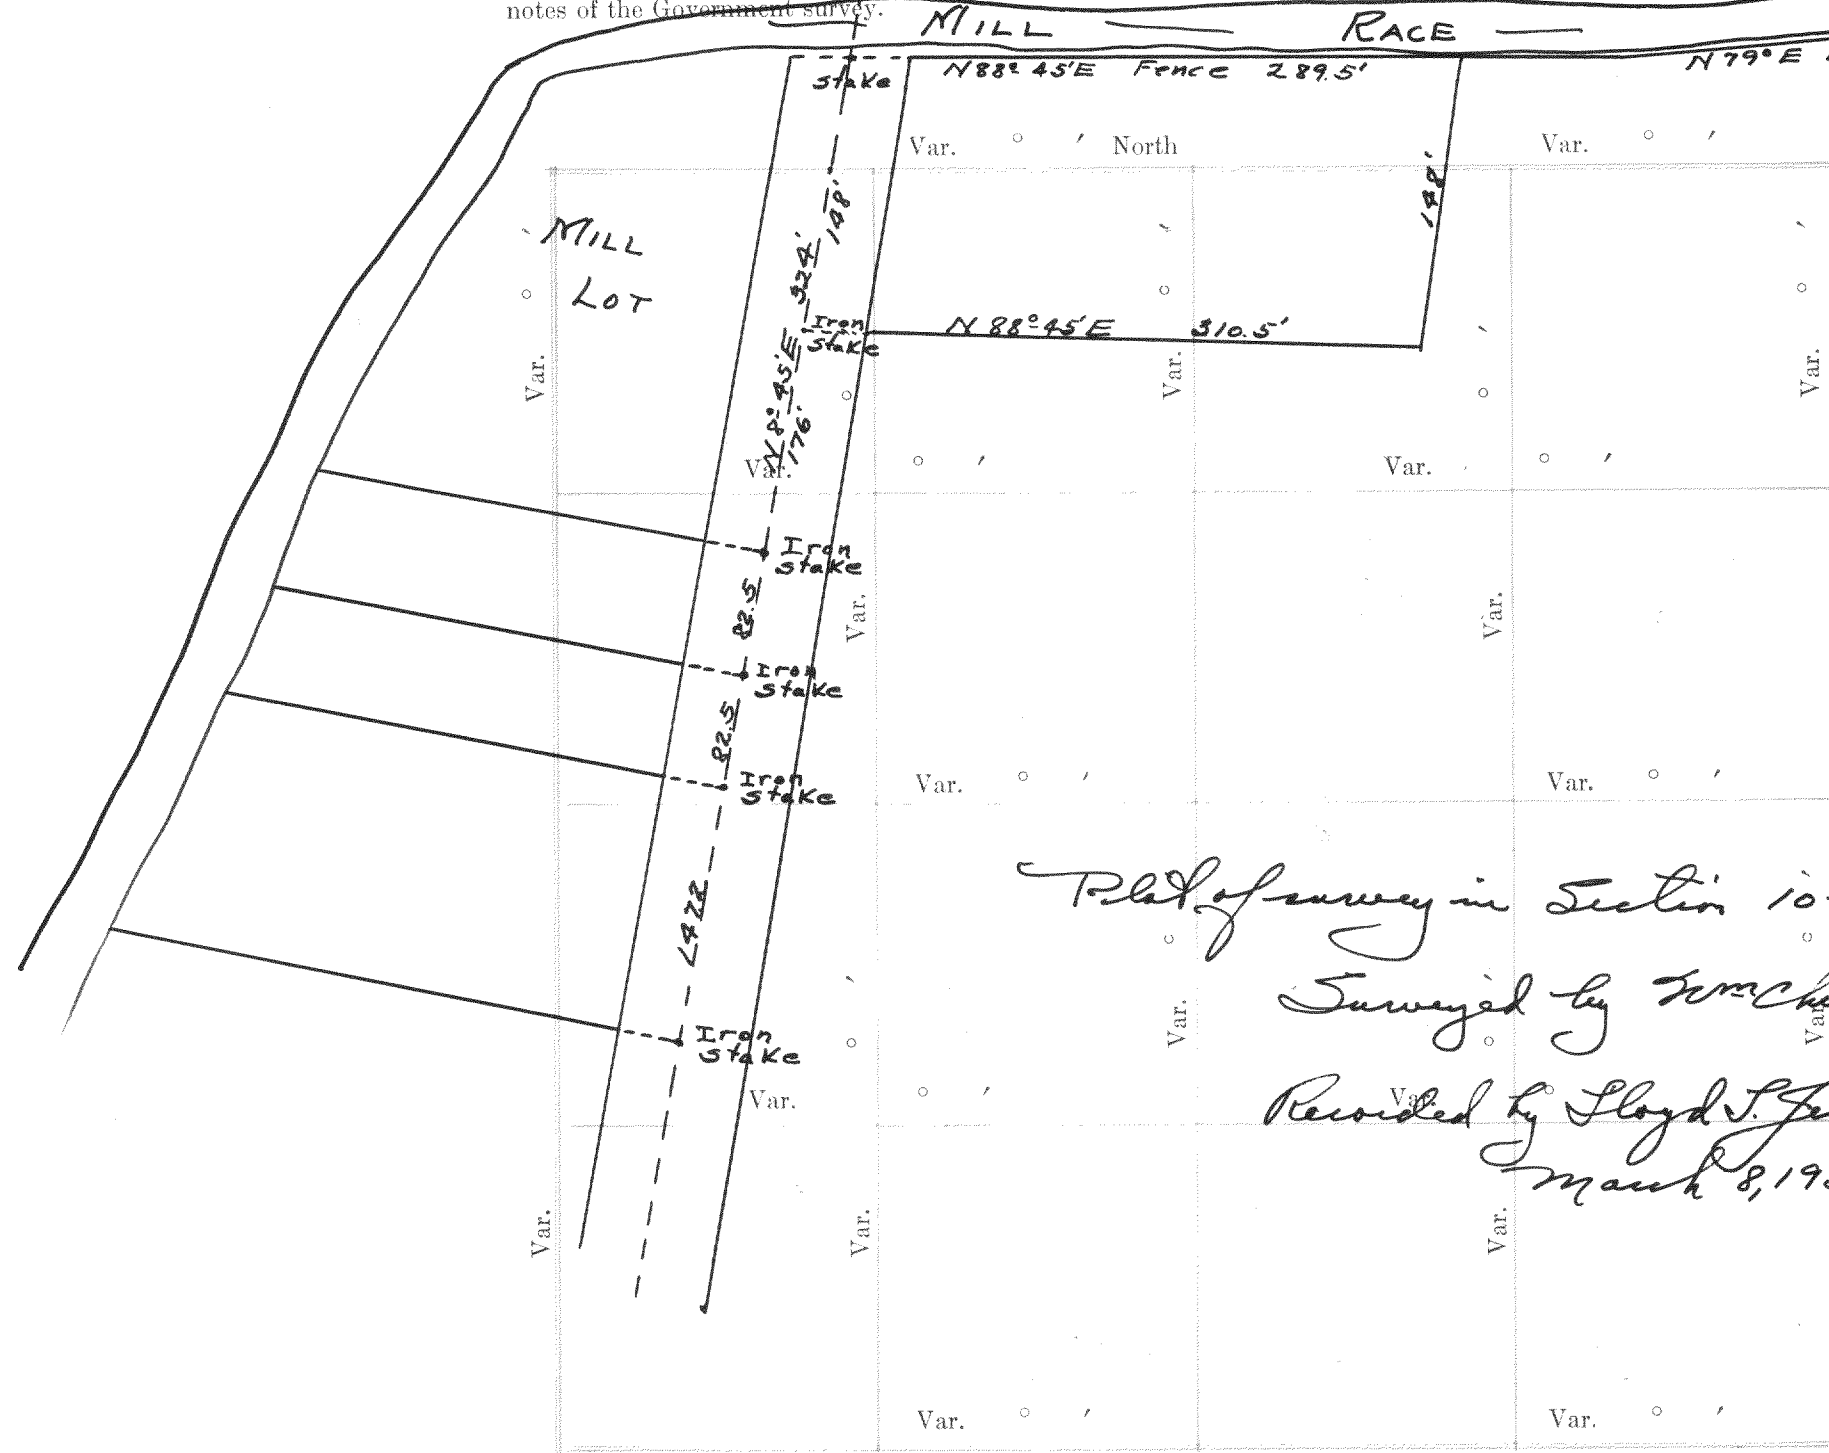 notes of the Government survey.
MILL RACE
Stake
N 88° 45' E Fence 289.5'
N 79° E
Var. ° ' North
Var. ° '
148'
148'
324'
MILL
LOT
Iron
Stake
N 88° 45' E 310.5'
N 8° 45' E
176'
Var.
Var.
Var.
Var.
Var. ° '
Var. ° '
Iron
Stake
82.5
Var.
Var.
Iron
Stake
82.5
Iron
Stake
Var. ° '
Var. ° '
Plat of survey in Section 10
Surveyed by Wm
Var.
Var.
Iron
Stake
Var. ° '
Var. °
Recorded by Lloyd
March 8, 19
Var.
Var.
Var.
Var. ° '
Var. ° '